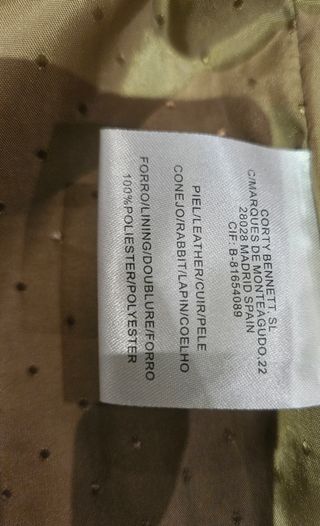 CORTY BENNETT, SL
C/MARQUES DE MONTEAGUDO.22
28028 MADRID SPAIN
CIF: B-81654089
PIEL/LEATHER/CUIR/PELE
CONEJO/RABBIT/LAPIN/COELHO
FORRO/LINING/DOUBLURE/FORRO
100%POLIESTER/POLYESTER